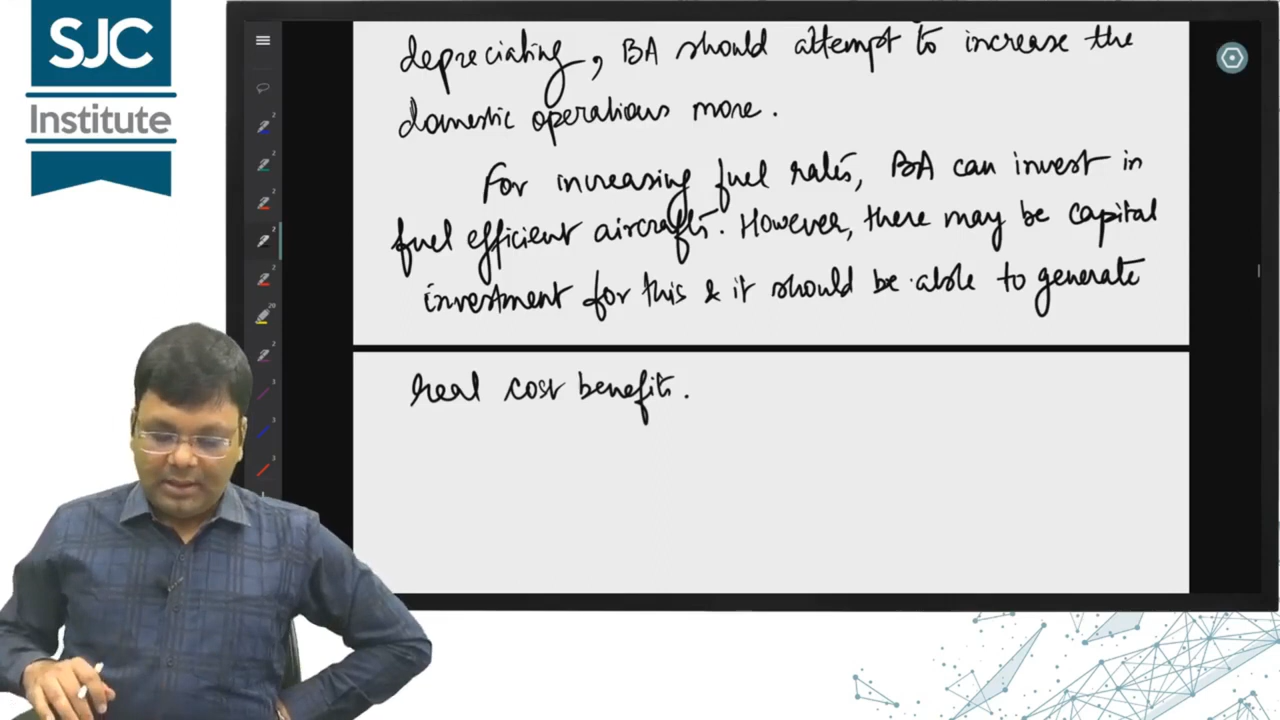 SJC
Institute
depreciating, BA should attempt to increase the
domestic operations more.
For increasing fuel rates, BA can invest in
fuel efficient aircrafts. However, there may be capital
investment for this & it should be able to generate
real cost benefits.